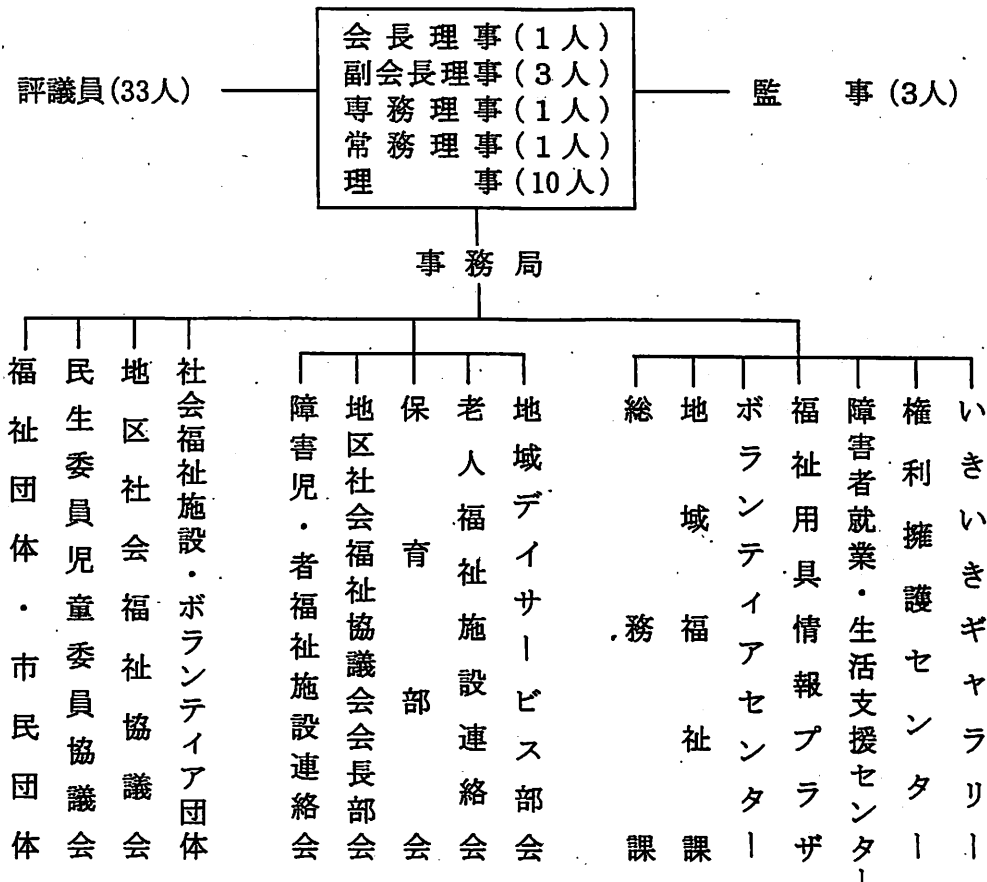 会長理事(1人)
副会長理事(3人)
専務理事(1人)
常務理事(1人)
理事(10人)
評議員(33人)
監事(3人)
事務局
福祉団体・市民団体
民生委員児童委員協議会
地区社会福祉協議会
社会福祉施設・ボランティア団体
障害児・者福祉施設連絡会
地区社会福祉協議会会長部会
保育部会
老人福祉施設連絡会
地域デイサービス部会
総務課
地域福祉課
ボランティアセンター
福祉用具情報プラザ
障害者就業・生活支援センター
権利擁護センター
いきいきギャラリー